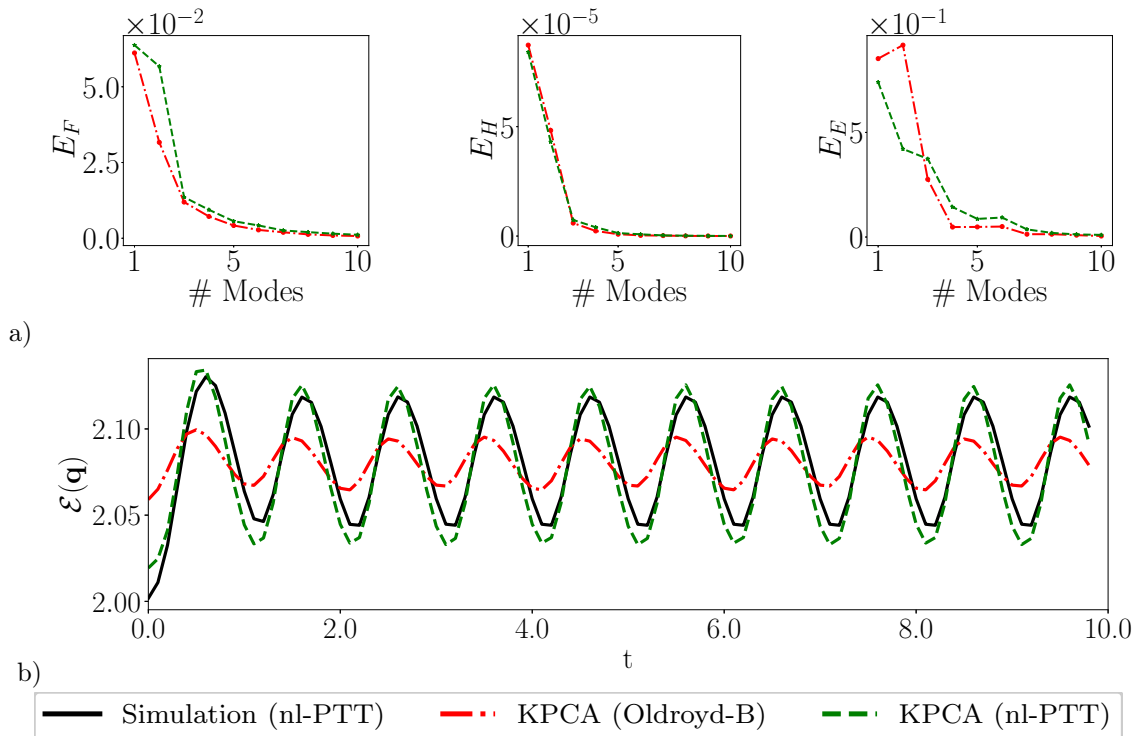 ×10⁻² ×10⁻⁵ ×10⁻¹
E_F 5.0 2.5 0.0
E_H 5 0
E_E 5 0
1 5 10 1 5 10 1 5 10
# Modes # Modes # Modes
a)
ℰ(𝐪) 2.10 2.05 2.00
0.0 2.0 4.0 6.0 8.0 10.0
t
b)
Simulation (nl-PTT) KPCA (Oldroyd-B) KPCA (nl-PTT)